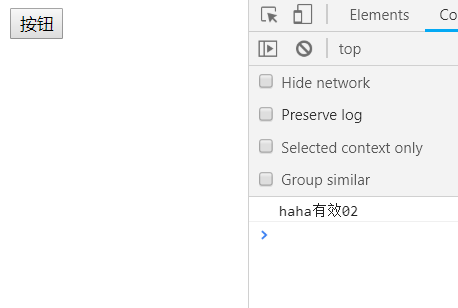 按钮
Elements Co
top
Hide network
Preserve log
Selected context only
Group similar
haha有效02